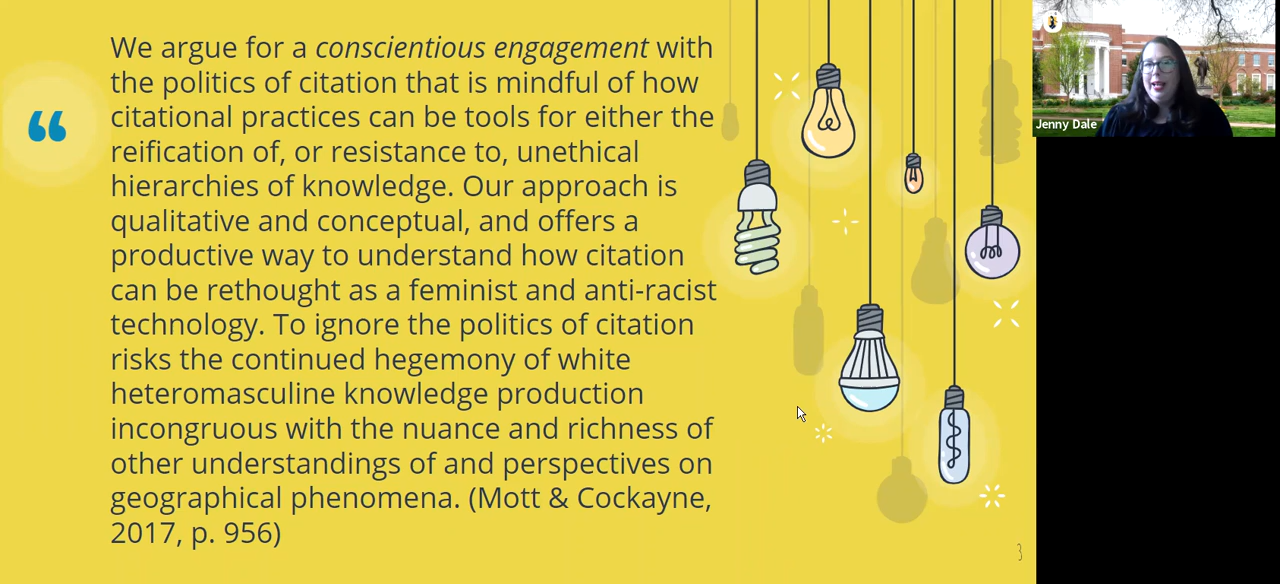 “
We argue for a conscientious engagement with
the politics of citation that is mindful of how
citational practices can be tools for either the
reification of, or resistance to, unethical
hierarchies of knowledge. Our approach is
qualitative and conceptual, and offers a
productive way to understand how citation
can be rethought as a feminist and anti-racist
technology. To ignore the politics of citation
risks the continued hegemony of white
heteromasculine knowledge production
incongruous with the nuance and richness of
other understandings of and perspectives on
geographical phenomena. (Mott & Cockayne,
2017, p. 956)
3
Jenny Dale